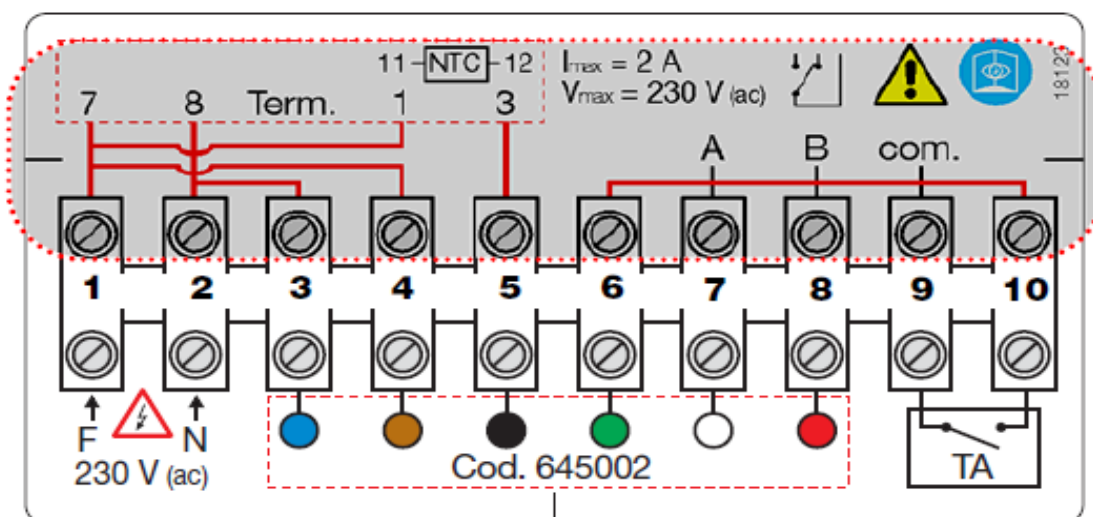 11 NTC 12
Imax = 2 A
Vmax = 230 V (ac)
18123
7 8 Term. 1 3
A B com.
1 2 3 4 5 6 7 8 9 10
F N
230 V (ac)
Cod. 645002
TA